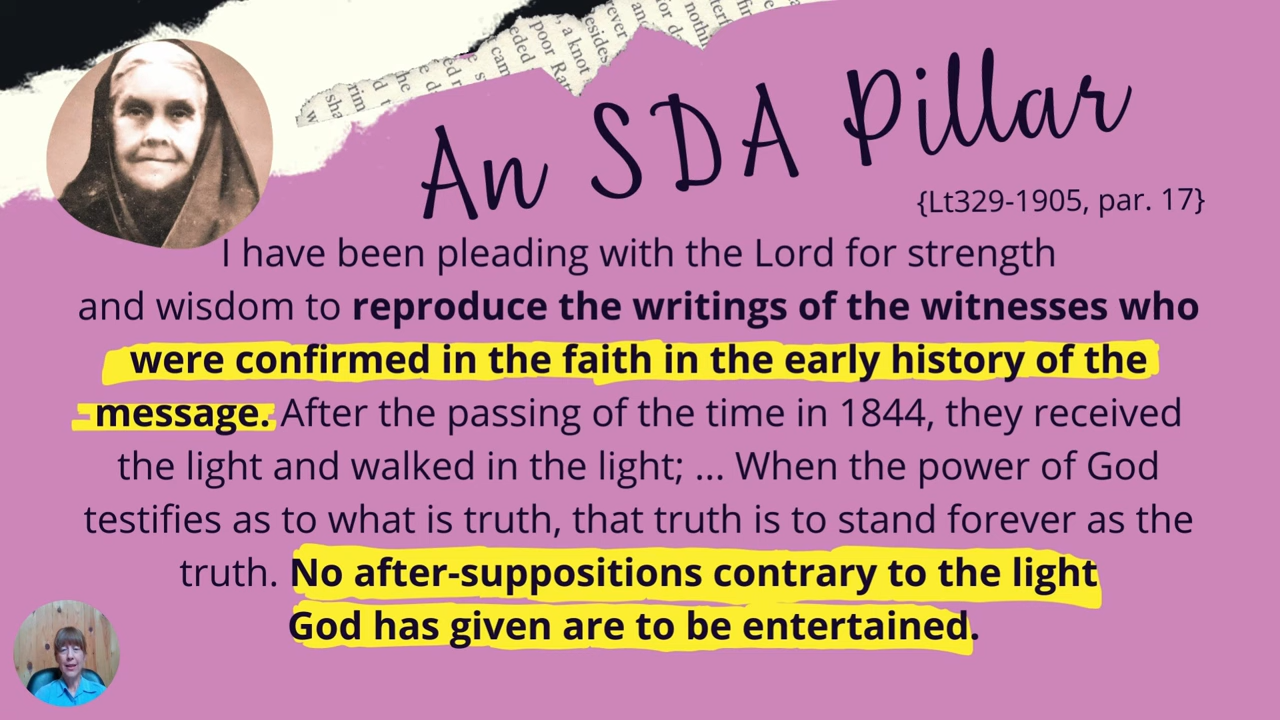 An SDA Pillar
{Lt329-1905, par. 17}
I have been pleading with the Lord for strength
and wisdom to reproduce the writings of the witnesses who
were confirmed in the faith in the early history of the
message. After the passing of the time in 1844, they received
the light and walked in the light; ... When the power of God
testifies as to what is truth, that truth is to stand forever as the
truth. No after-suppositions contrary to the light
God has given are to be entertained.